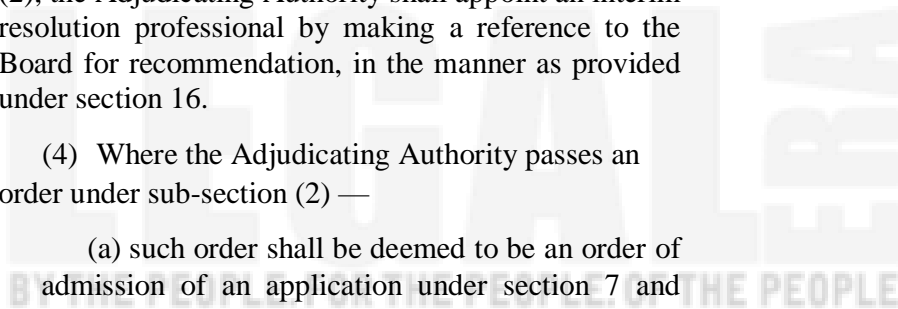 (2), the Adjudicating Authority shall appoint an interim
resolution professional by making a reference to the
Board for recommendation, in the manner as provided
under section 16.
(4) Where the Adjudicating Authority passes an
order under sub-section (2) —
(a) such order shall be deemed to be an order of
admission of an application under section 7 and
LEGAL ERA
BY THE PEOPLE. FOR THE PEOPLE. OF THE PEOPLE